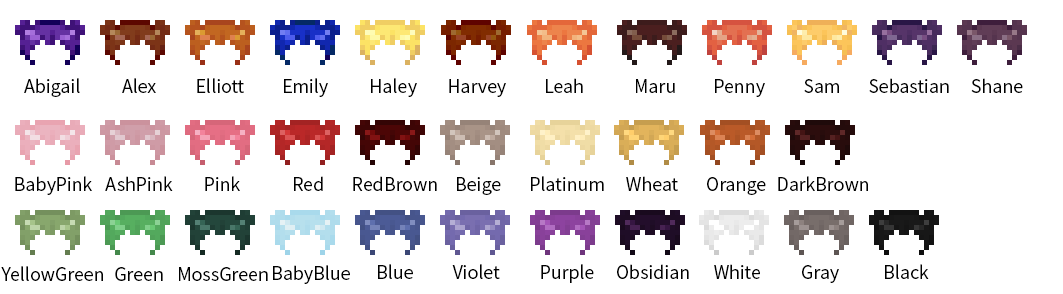 Abigail Alex Elliott Emily Haley Harvey Leah Maru Penny Sam Sebastian Shane
BabyPink AshPink Pink Red RedBrown Beige Platinum Wheat Orange DarkBrown
YellowGreen Green MossGreen BabyBlue Blue Violet Purple Obsidian White Gray Black